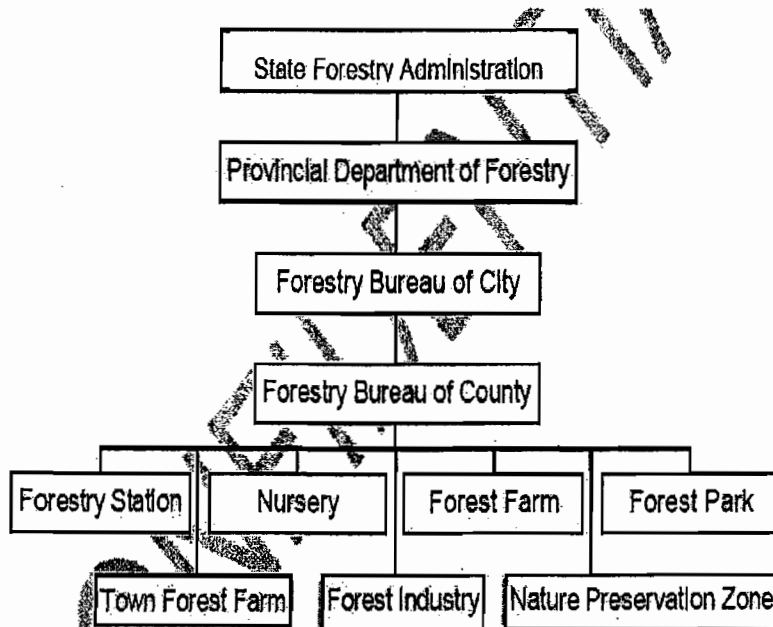 State Forestry Administration
Provincial Department of Forestry
Forestry Bureau of City
Forestry Bureau of County
Forestry Station
Nursery
Forest Farm
Forest Park
Town Forest Farm
Forest Industry
Nature Preservation Zone